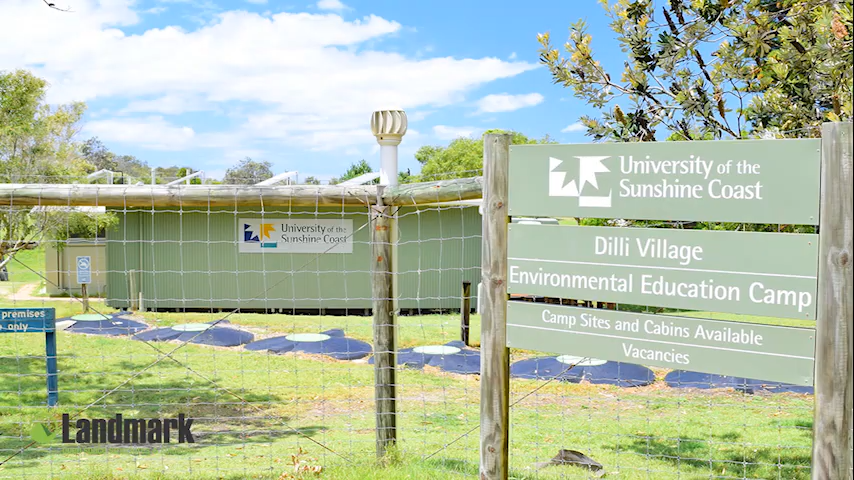 University of the
Sunshine Coast
Dilli Village
Environmental Education Camp
Camp Sites and Cabins Available
Vacancies
University of the
Sunshine Coast
premises
only
Landmark